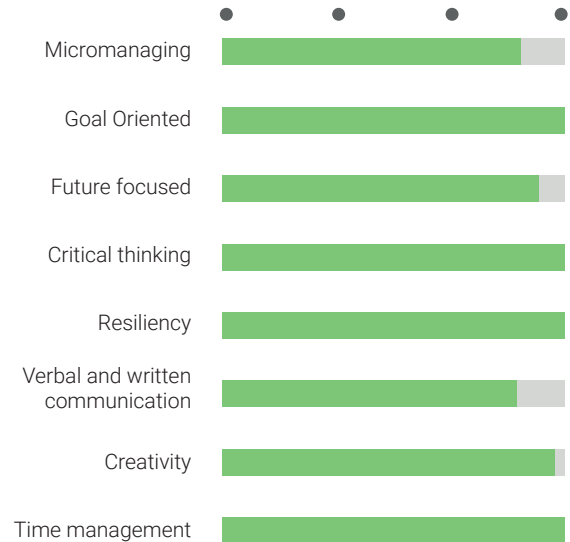 Micromanaging
Goal Oriented
Future focused
Critical thinking
Resiliency
Verbal and written
communication
Creativity
Time management